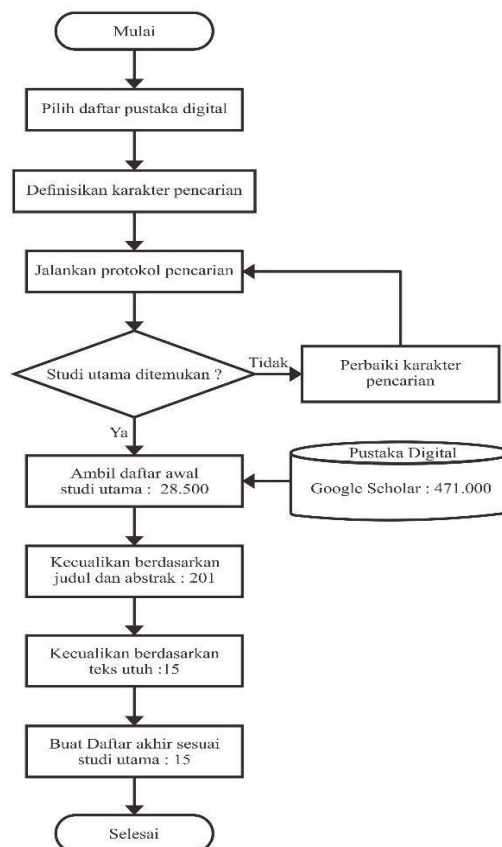 Mulai
Pilih daftar pustaka digital
Definisikan karakter pencarian
Jalankan protokol pencarian
Studi utama ditemukan ?
Tidak
Perbaiki karakter
pencarian
Ya
Ambil daftar awal
studi utama : 28.500
Pustaka Digital
Google Scholar : 471.000
Kecualikan berdasarkan
judul dan abstrak : 201
Kecualikan berdasarkan
teks utuh :15
Buat Daftar akhir sesuai
studi utama : 15
Selesai